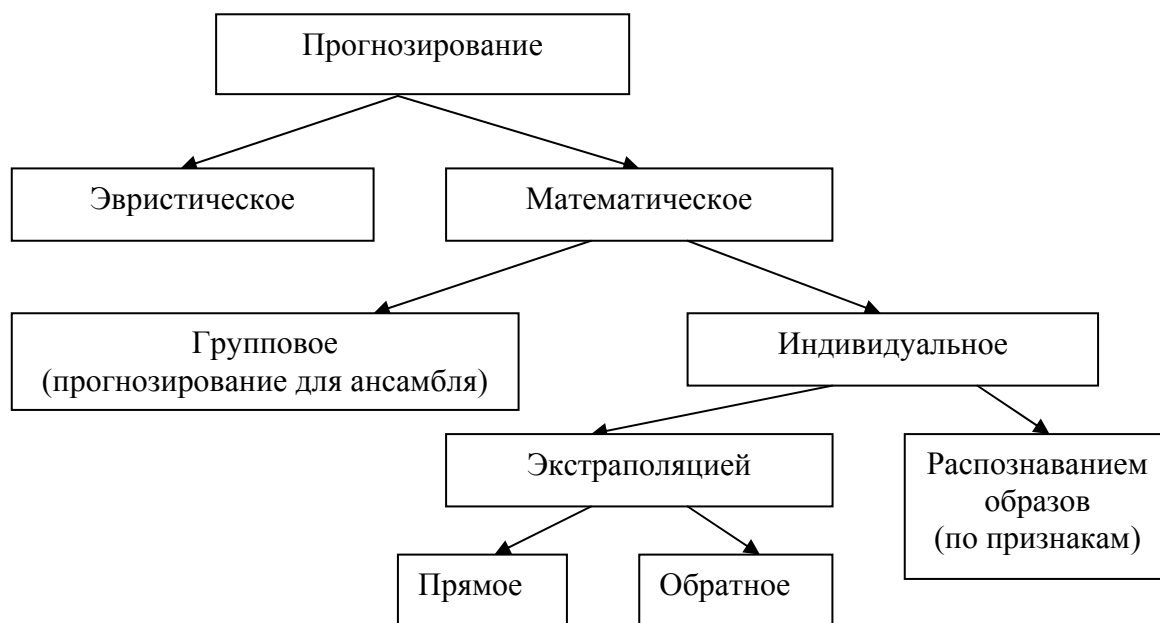 Прогнозирование
Эвристическое
Математическое
Групповое
(прогнозирование для ансамбля)
Индивидуальное
Экстраполяцией
Распознаванием
образов
(по признакам)
Прямое
Обратное